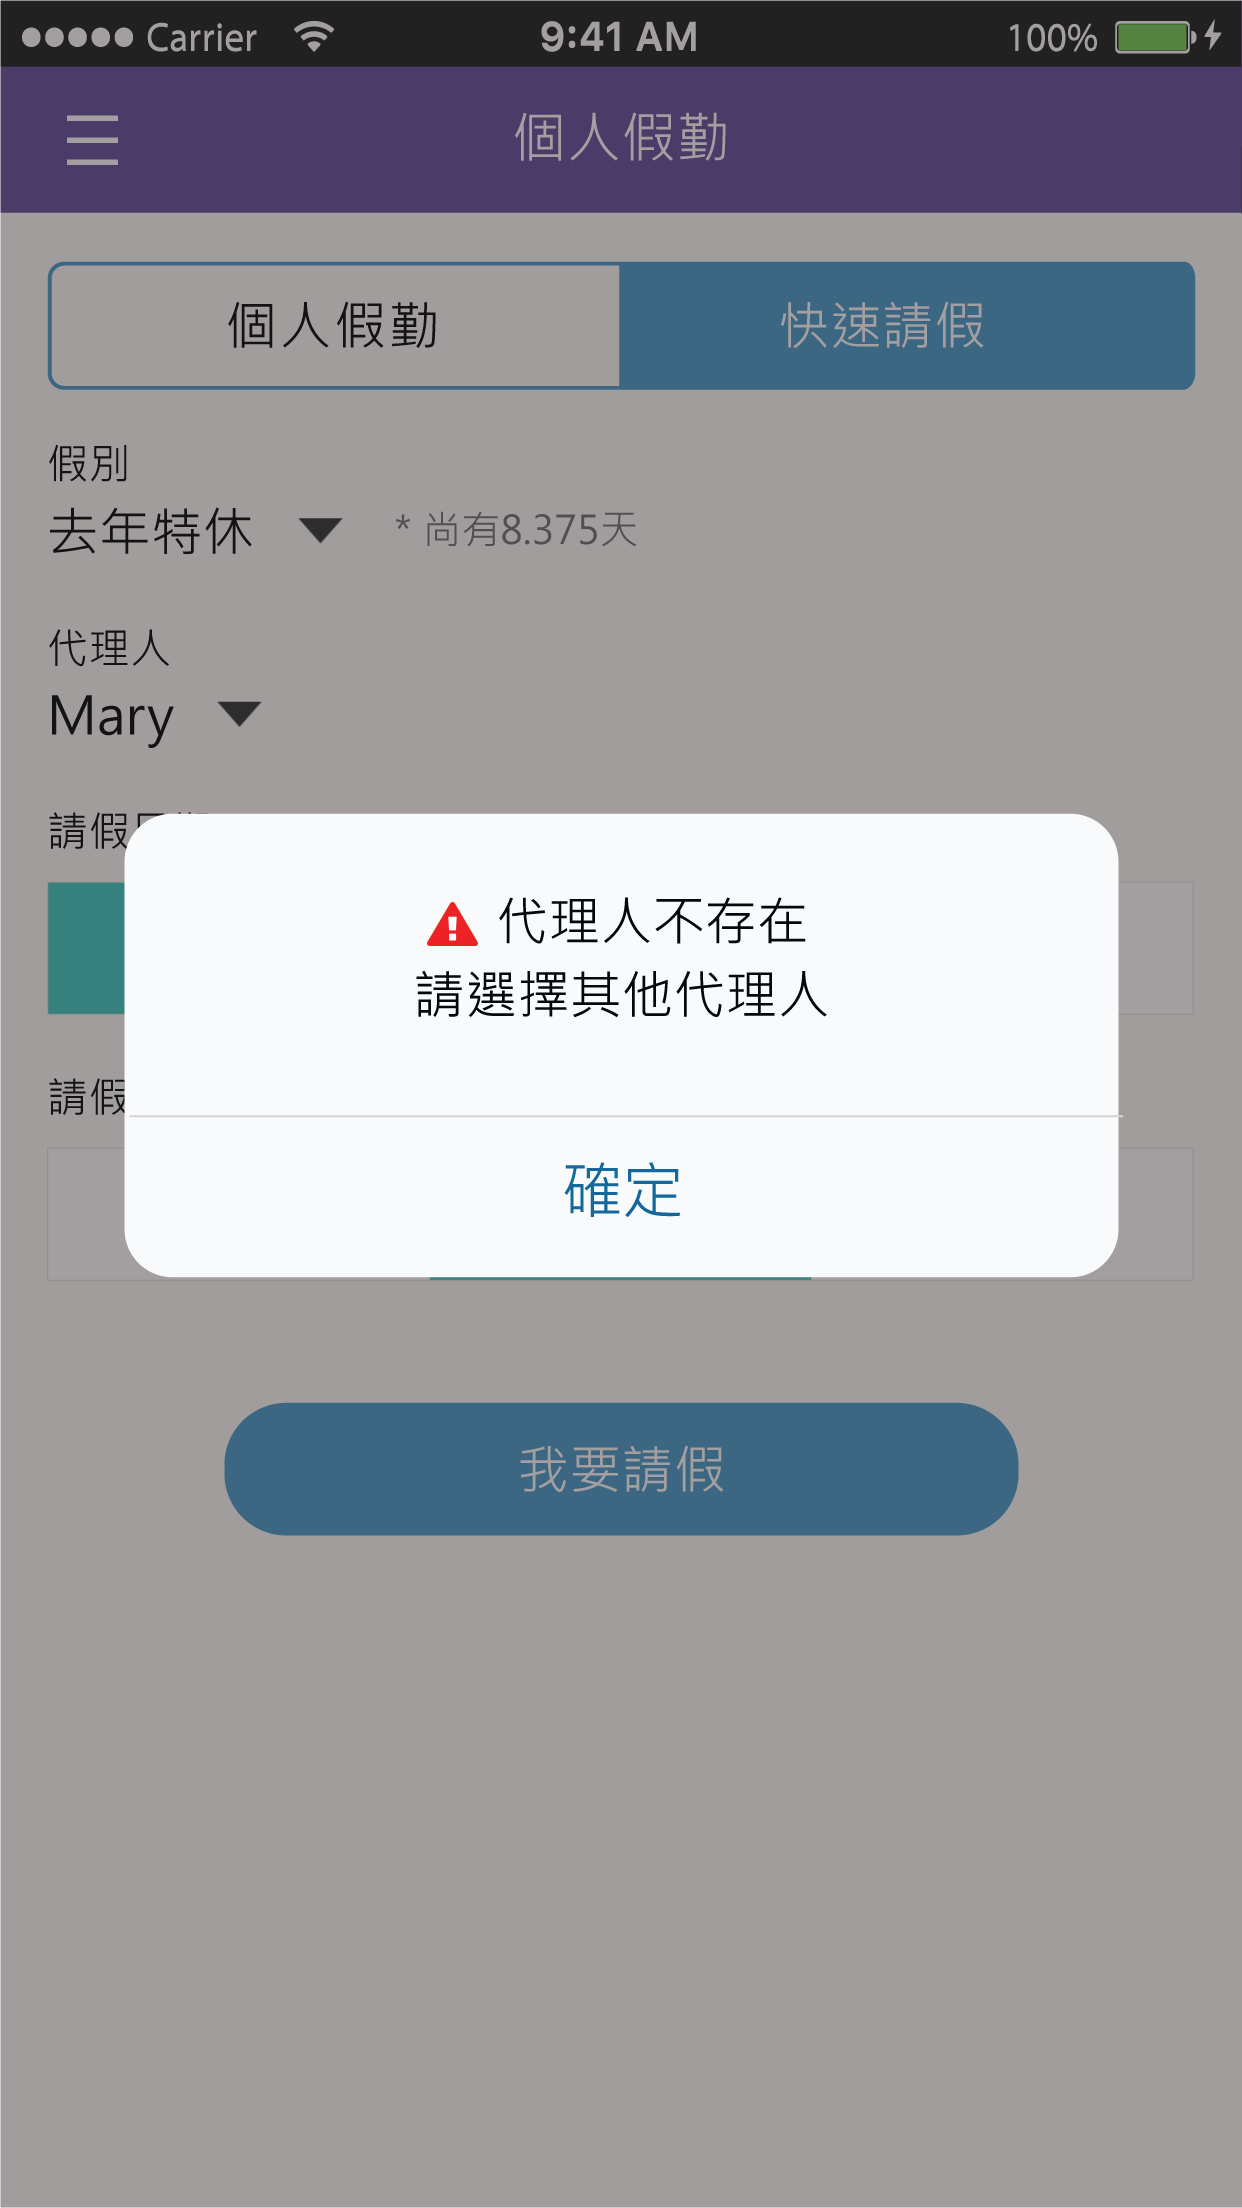 Carrier 9:41 AM 100%
個人假勤
個人假勤 快速請假
假別
去年特休 * 尚有8.375天
代理人
Mary
請假
代理人不存在
請選擇其他代理人
請假
確定
我要請假